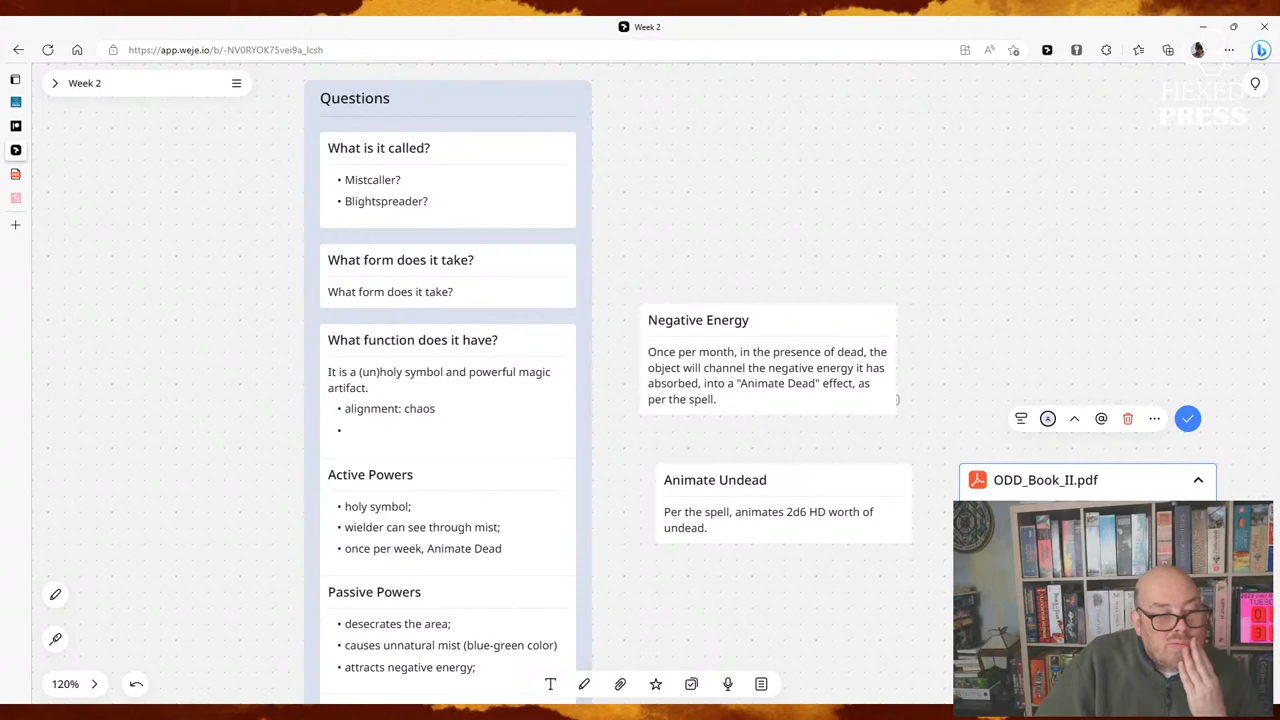 Week 2
https://app.weje.io/b/-NV0RYOK75vei9a_lcsh
Week 2
HEXED
PRESS
Questions
What is it called?
• Mistcaller?
• Blightspreader?
What form does it take?
What form does it take?
What function does it have?
It is a (un)holy symbol and powerful magic
artifact.
• alignment: chaos
•
Active Powers
• holy symbol;
• wielder can see through mist;
• once per week, Animate Dead
Passive Powers
• desecrates the area;
• causes unnatural mist (blue-green color)
• attracts negative energy;
Negative Energy
Once per month, in the presence of dead, the
object will channel the negative energy it has
absorbed, into a "Animate Dead" effect, as
per the spell.
Animate Undead
Per the spell, animates 2d6 HD worth of
undead.
ODD_Book_II.pdf
120%